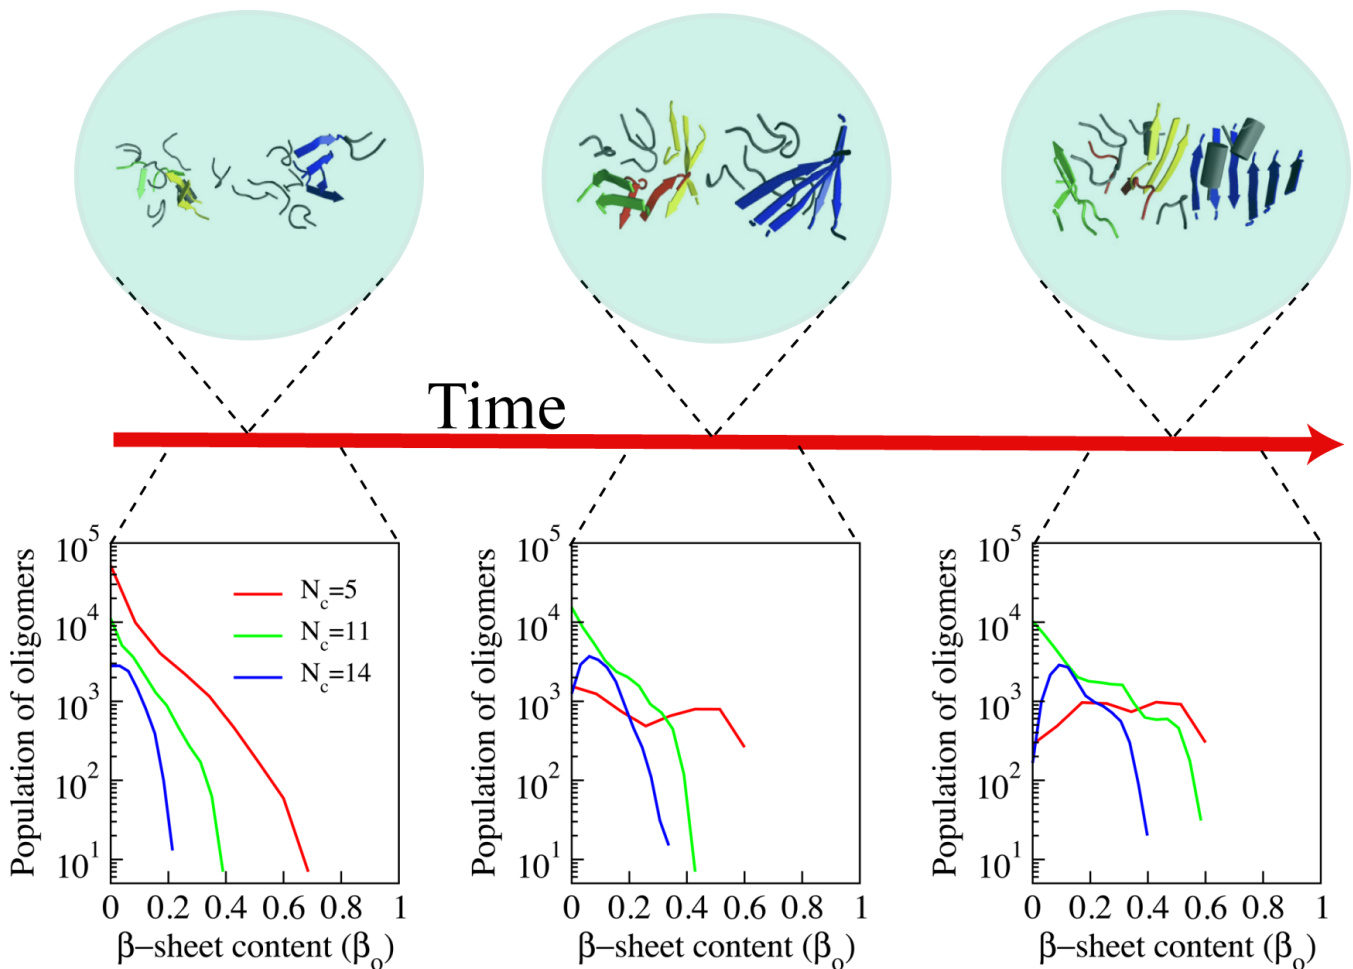 Time
Population of oligomers
10^5
10^4
10^3
10^2
10^1
N_c=5
N_c=11
N_c=14
0 0.2 0.4 0.6 0.8 1
β–sheet content (β_o)
Population of oligomers
10^5
10^4
10^3
10^2
10^1
0 0.2 0.4 0.6 0.8 1
β–sheet content (β_o)
Population of oligomers
10^5
10^4
10^3
10^2
10^1
0 0.2 0.4 0.6 0.8 1
β–sheet content (β_o)